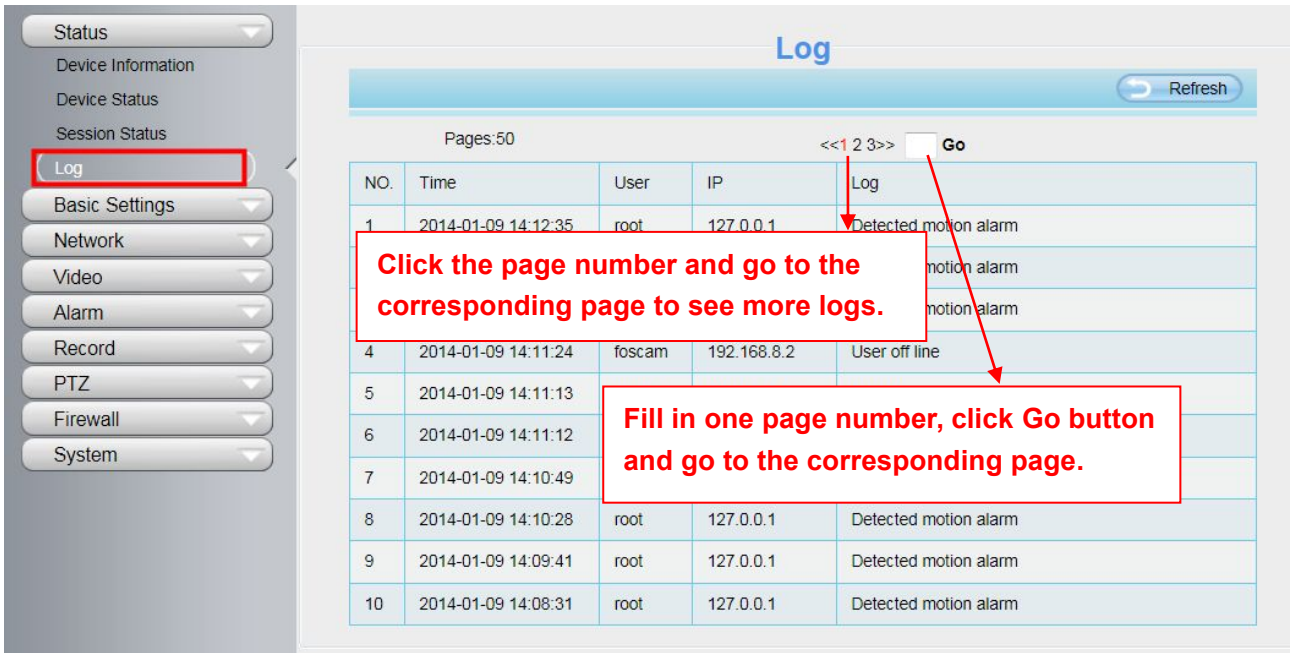 Status
Device Information
Device Status
Session Status
Log
Basic Settings
Network
Video
Alarm
Record
PTZ
Firewall
System
Log
Refresh
Pages:50 <<1 2 3>> Go
NO. Time User IP Log
1 2014-01-09 14:12:35 root 127.0.0.1 Detected motion alarm
motion alarm
motion alarm
Click the page number and go to the
corresponding page to see more logs.
4 2014-01-09 14:11:24 foscam 192.168.8.2 User off line
5 2014-01-09 14:11:13
6 2014-01-09 14:11:12
7 2014-01-09 14:10:49
Fill in one page number, click Go button
and go to the corresponding page.
8 2014-01-09 14:10:28 root 127.0.0.1 Detected motion alarm
9 2014-01-09 14:09:41 root 127.0.0.1 Detected motion alarm
10 2014-01-09 14:08:31 root 127.0.0.1 Detected motion alarm